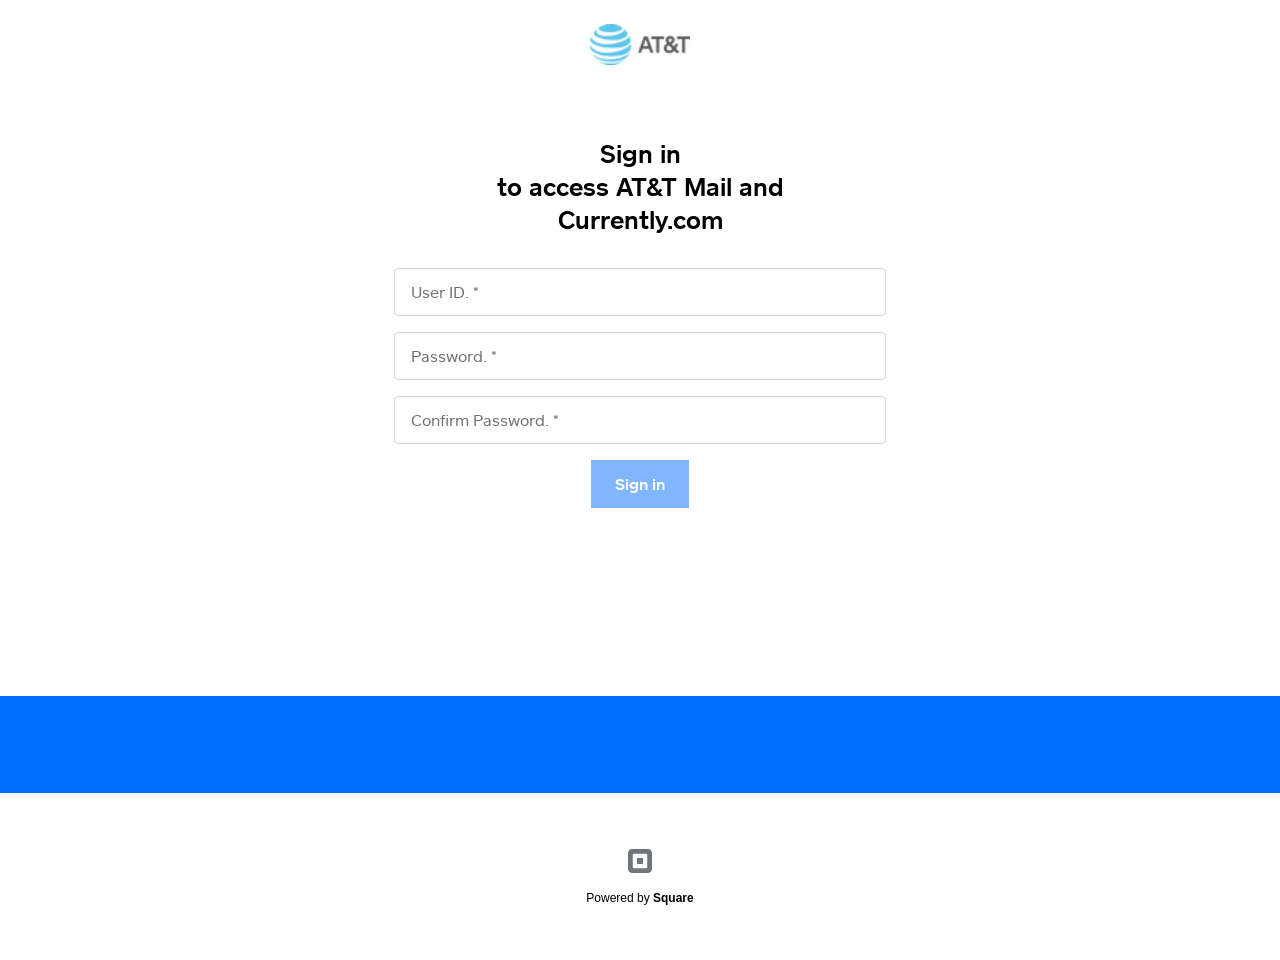 AT&T
Sign in
to access AT&T Mail and
Currently.com
User ID. *
Password. *
Confirm Password. *
Sign in
Powered by Square